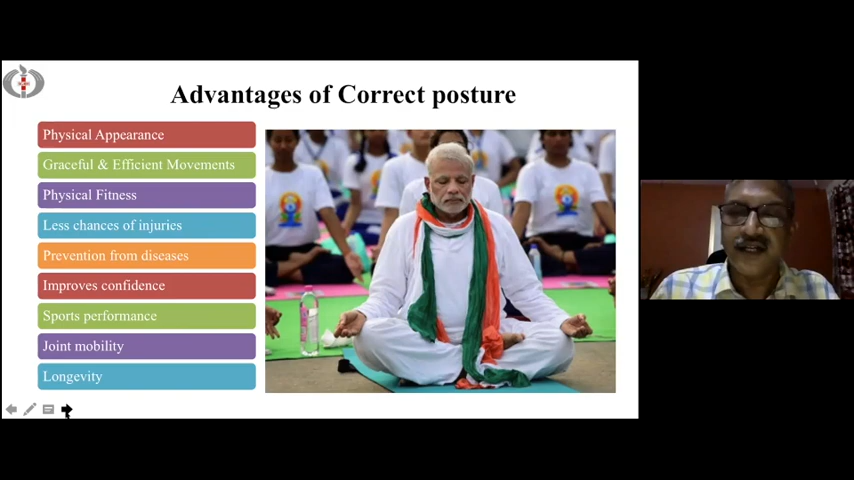 Advantages of Correct posture
Physical Appearance
Graceful & Efficient Movements
Physical Fitness
Less chances of injuries
Prevention from diseases
Improves confidence
Sports performance
Joint mobility
Longevity